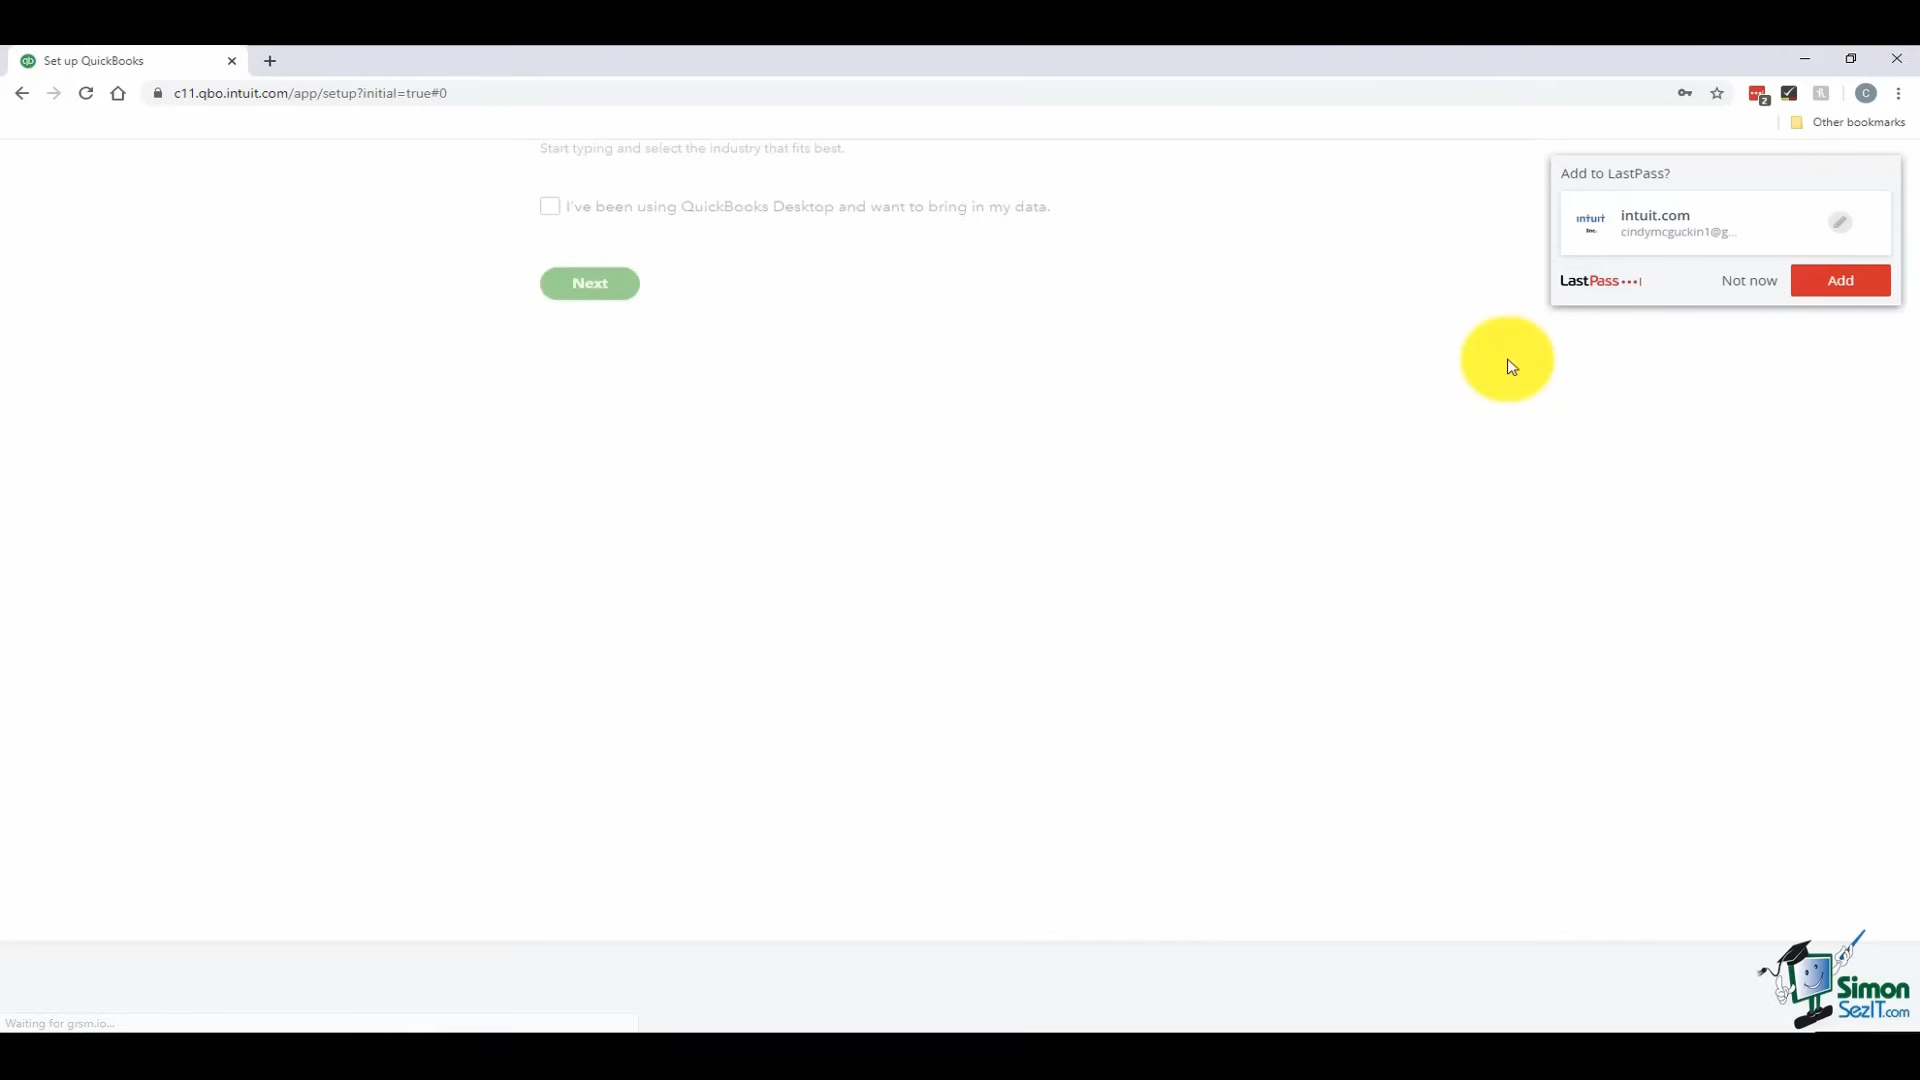 Set up QuickBooks
c11.qbo.intuit.com/app/setup?initial=true#0
2
C
Other bookmarks
Start typing and select the industry that fits best.
I've been using QuickBooks Desktop and want to bring in my data.
Next
Add to LastPass?
intuit
Inc.
intuit.com
cindymcguckin1@g...
LastPass
Not now
Add
Simon
SezIT.com
Waiting for grsm.io...